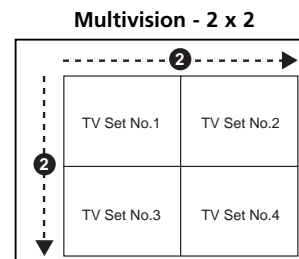 Multivision - 2 x 2
2
TV Set No.1 TV Set No.2
2
TV Set No.3 TV Set No.4